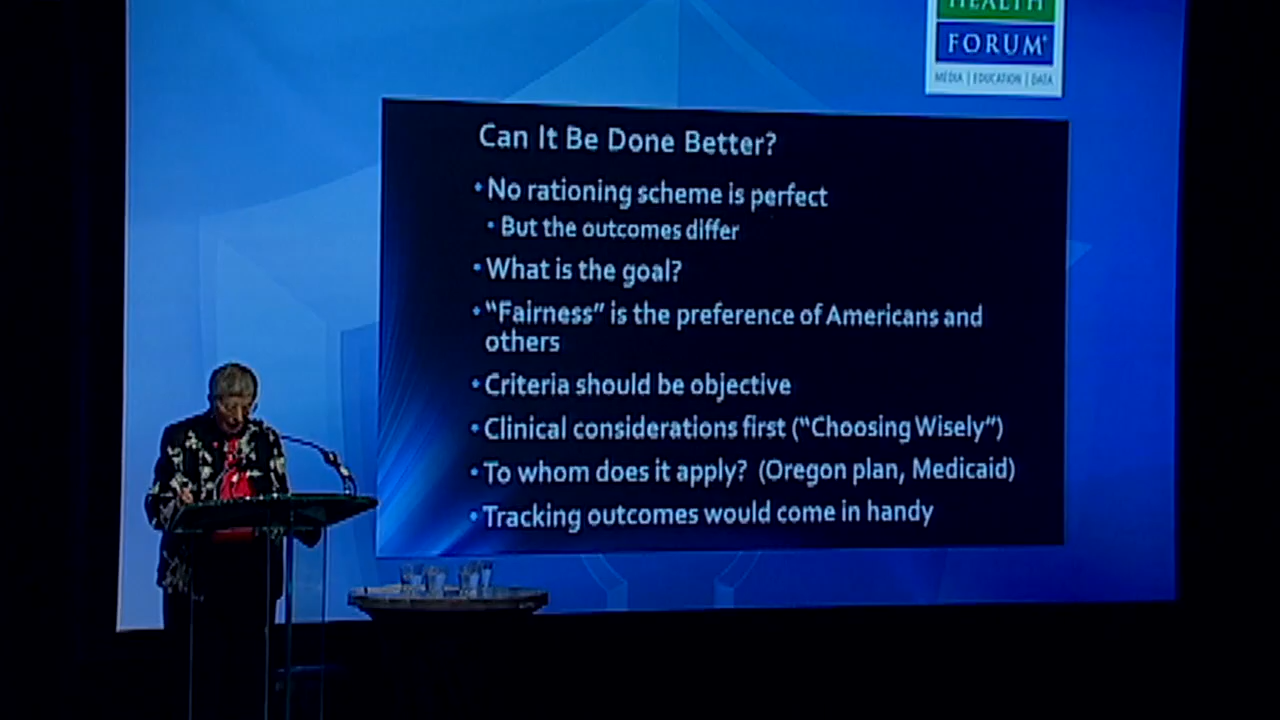 HEALTH
FORUM
MEDIA | EDUCATION | DATA
Can It Be Done Better?
• No rationing scheme is perfect
• But the outcomes differ
• What is the goal?
• “Fairness” is the preference of Americans and
others
• Criteria should be objective
• Clinical considerations first (“Choosing Wisely”)
• To whom does it apply? (Oregon plan, Medicaid)
• Tracking outcomes would come in handy